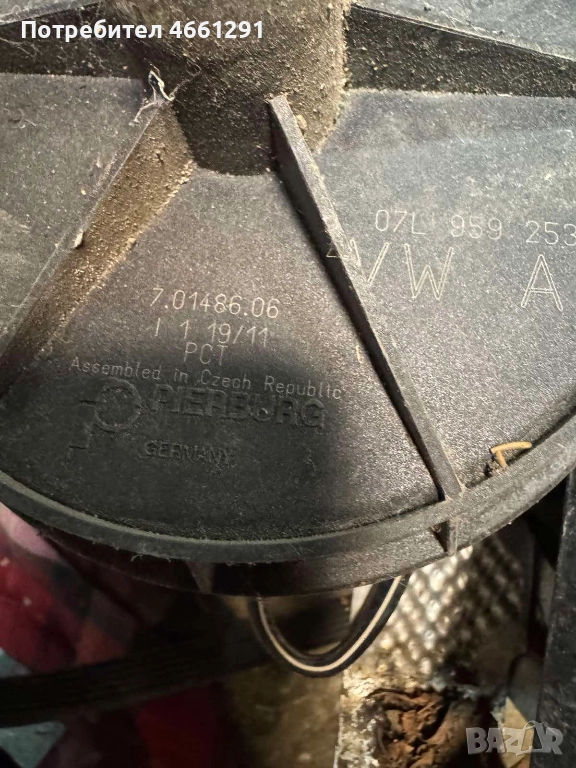 Потребител 4661291
07L 959 253
VW A
7.01486.06
I 1 19/11
PCT
Assembled in Czech Republic
PIERBURG
GERMANY
BAZAR